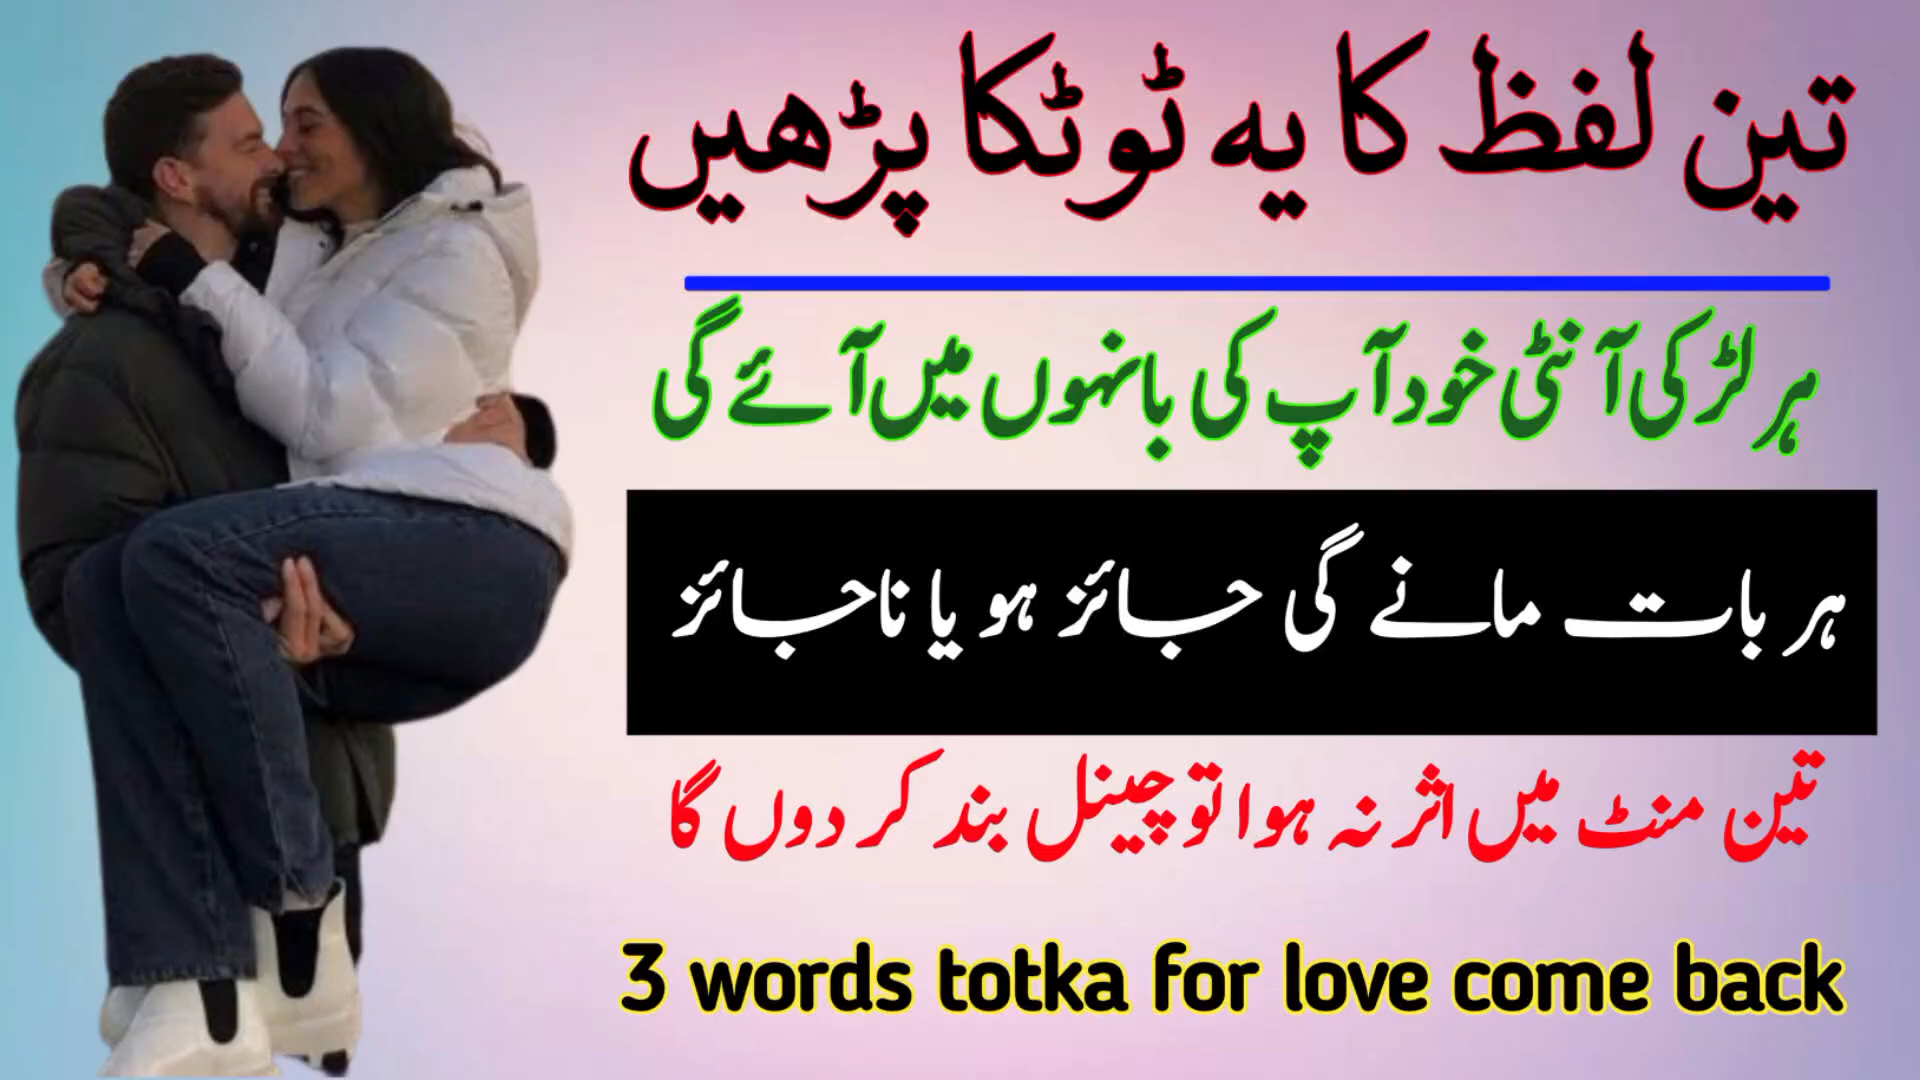 تین لفظ کا یہ ٹوٹکا پڑھیں
ہر لڑکی آنٹی خود آپ کی بانہوں میں آئے گی
ہر بات مانے گی جائز ہو یا ناجائز
تین منٹ میں اثر نہ ہوا تو چینل بند کر دوں گا
3 words totka for love come back